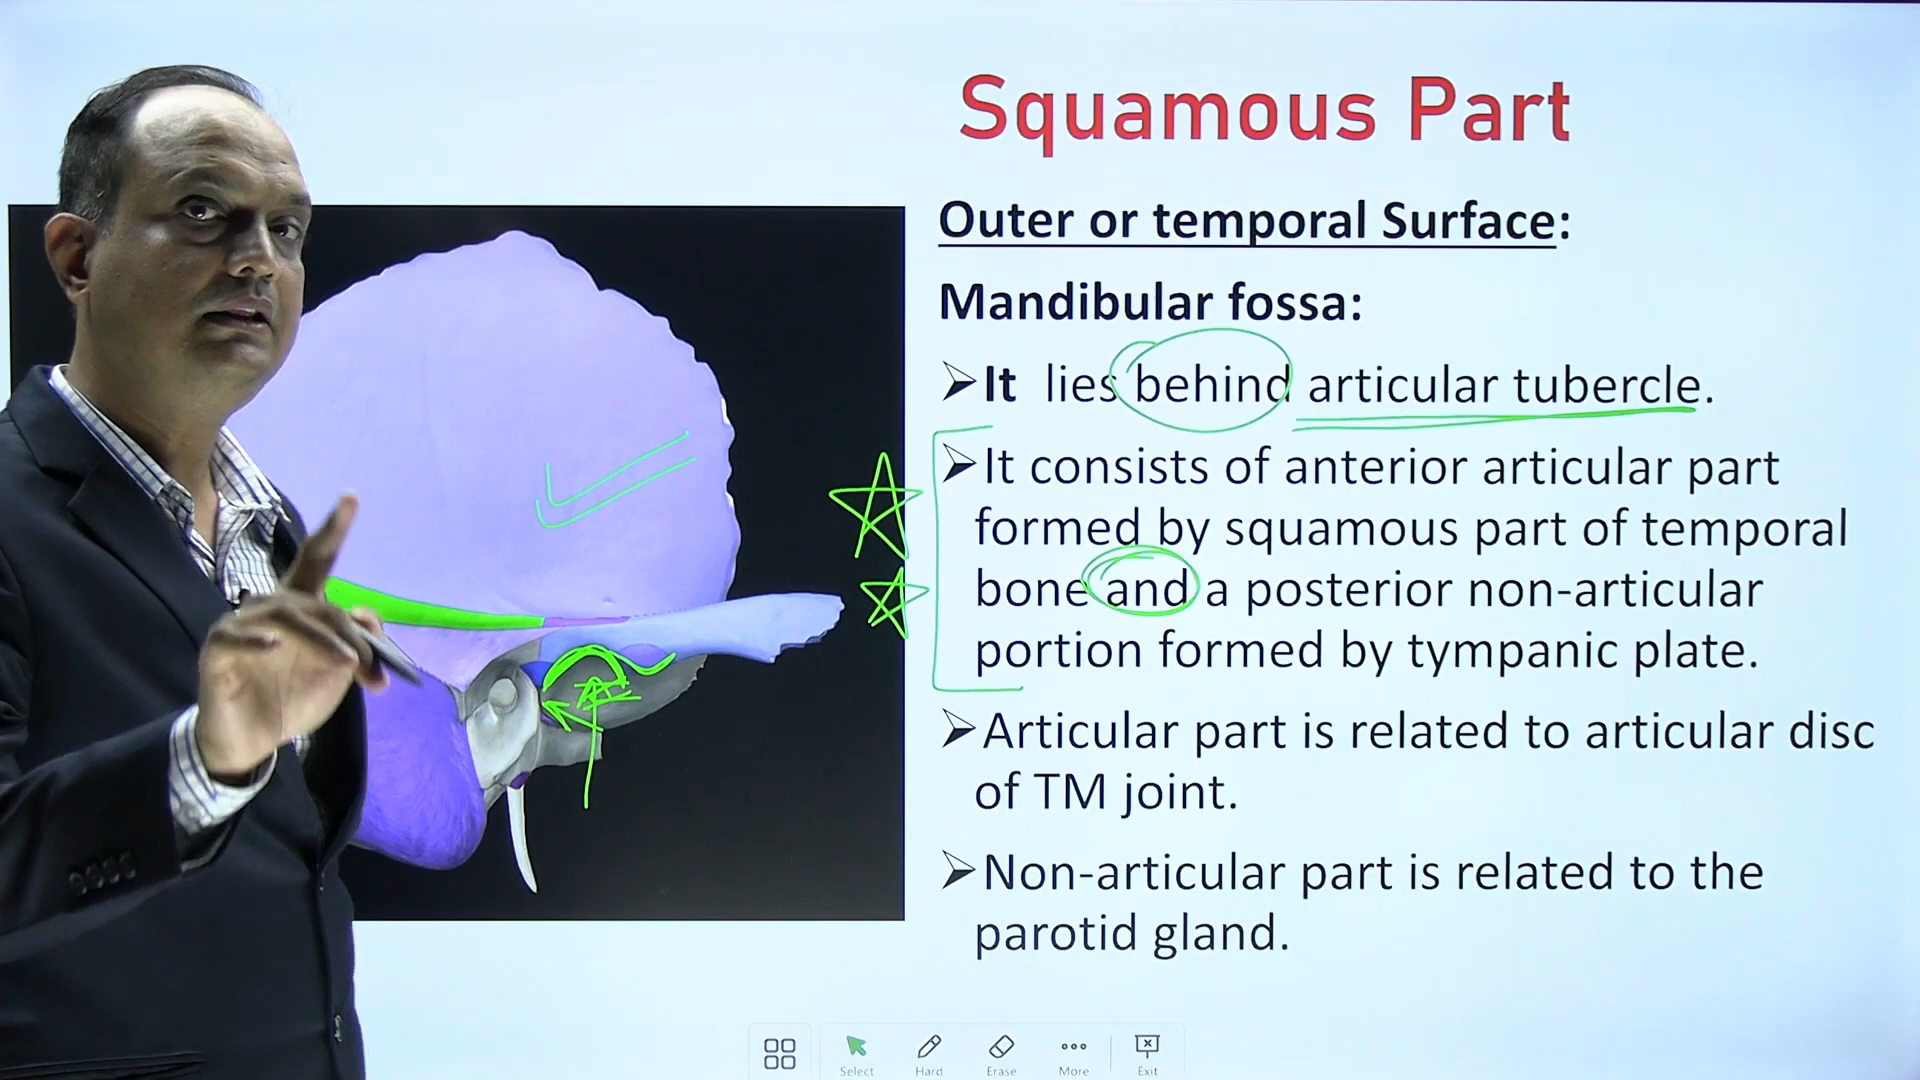 Squamous Part
Outer or temporal Surface:
Mandibular fossa:
➢It lies behind articular tubercle.
➢It consists of anterior articular part
formed by squamous part of temporal
bone and a posterior non-articular
portion formed by tympanic plate.
➢Articular part is related to articular disc
of TM joint.
➢Non-articular part is related to the
parotid gland.
Select Hard Erase More Exit